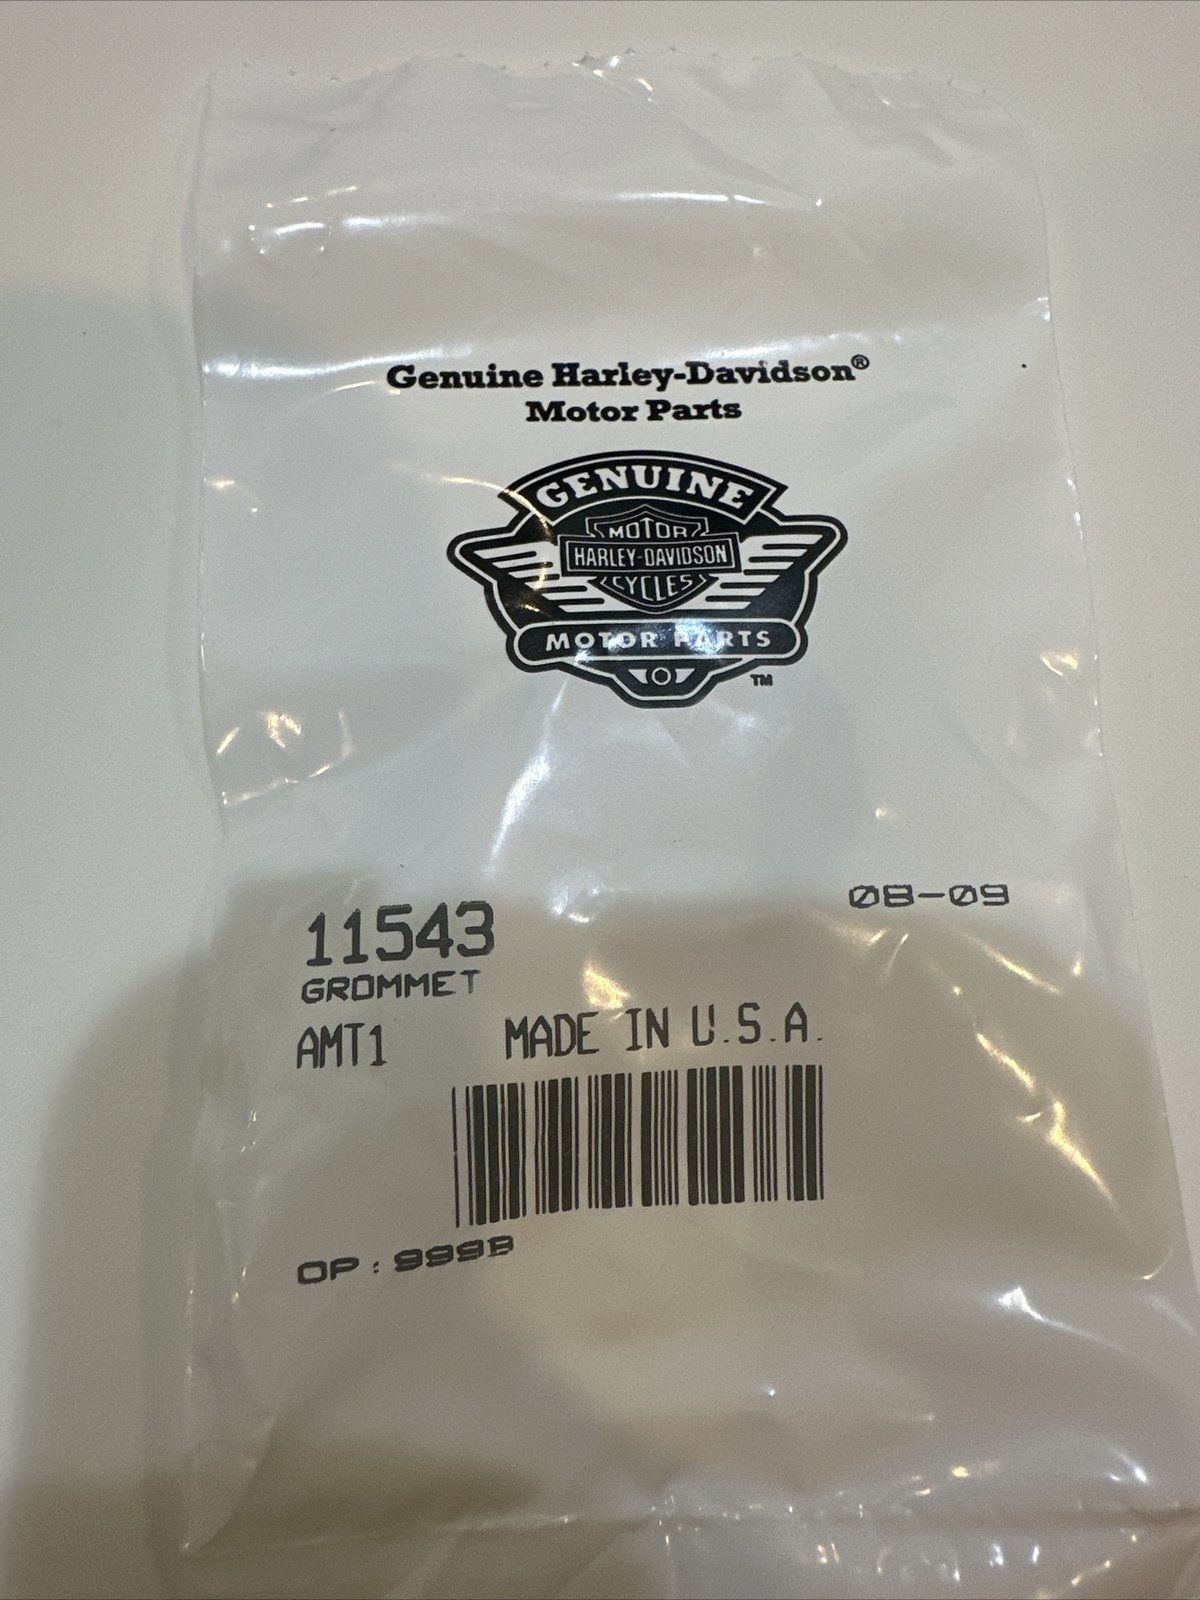 Genuine Harley-Davidson®
Motor Parts
GENUINE
MOTOR
HARLEY-DAVIDSON
CYCLES
MOTOR PARTS
TM
08-09
11543
GROMMET
AMT1 MADE IN U.S.A.
OP: 999B